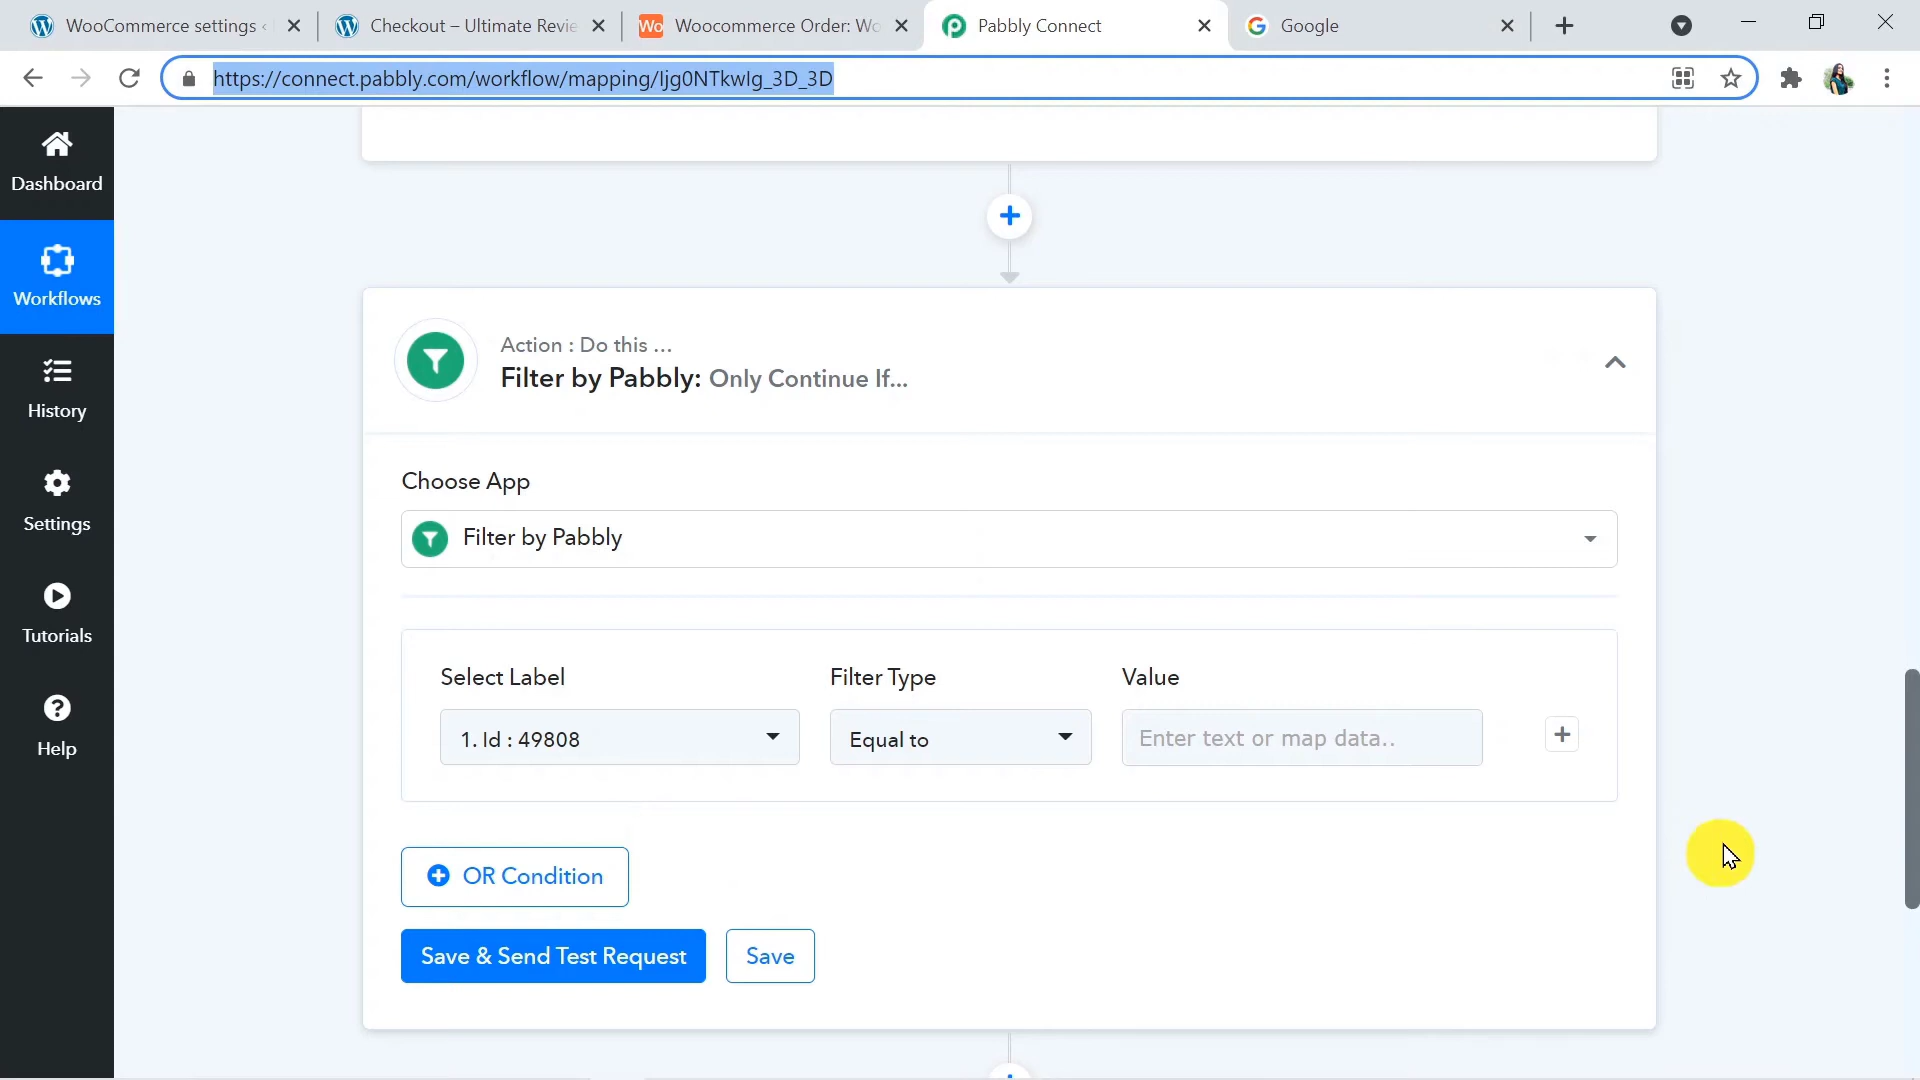 WooCommerce settings ‹
Checkout – Ultimate Revie
Wo Woocommerce Order: Wo
Pabbly Connect
Google
https://connect.pabbly.com/workflow/mapping/Ijg0NTkwIg_3D_3D
Dashboard
Workflows
History
Settings
Tutorials
Help
Action : Do this ...
Filter by Pabbly: Only Continue If...
Choose App
Filter by Pabbly
Select Label
Filter Type
Value
1. Id : 49808
Equal to
Enter text or map data..
OR Condition
Save & Send Test Request
Save